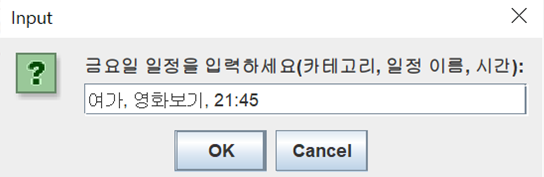 Input
금요일 일정을 입력하세요(카테고리, 일정 이름, 시간):
여가, 영화보기, 21:45
OK Cancel